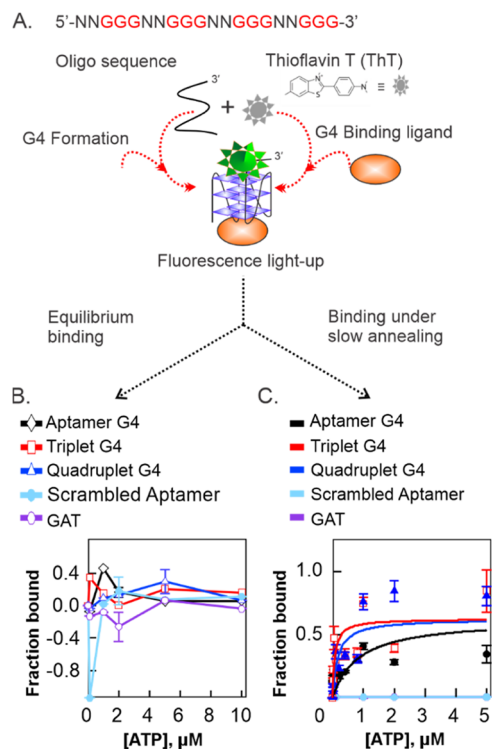 A. 5'-NNGGGNNGGGNNGGGNNGGG-3'
Oligo sequence
Thioflavin T (ThT)
3'
N
S
N
≡
+
G4 Formation
G4 Binding ligand
3'
Fluorescence light-up
Equilibrium
binding
Binding under
slow annealing
B.
Aptamer G4
Triplet G4
Quadruplet G4
Scrambled Aptamer
GAT
Fraction bound
0.4
0.0
-0.4
-0.8
0 2 4 6 8 10
[ATP], µM
C.
Aptamer G4
Triplet G4
Quadruplet G4
Scrambled Aptamer
GAT
Fraction bound
1.0
0.5
0 1 2 3 4 5
[ATP], µM